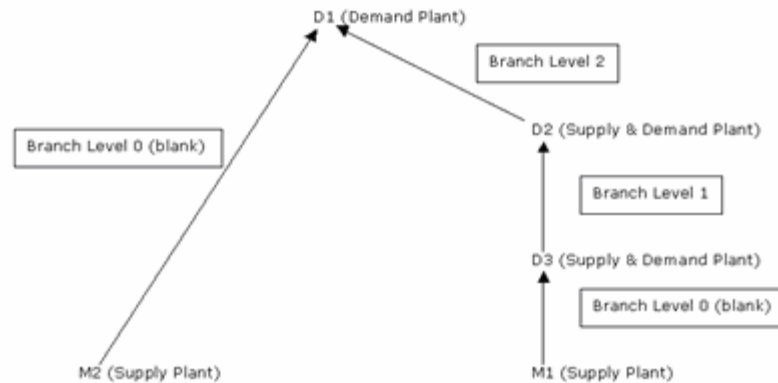 D1 (Demand Plant)
Branch Level 2
D2 (Supply & Demand Plant)
Branch Level 0 (blank)
Branch Level 1
D3 (Supply & Demand Plant)
Branch Level 0 (blank)
M2 (Supply Plant)
M1 (Supply Plant)